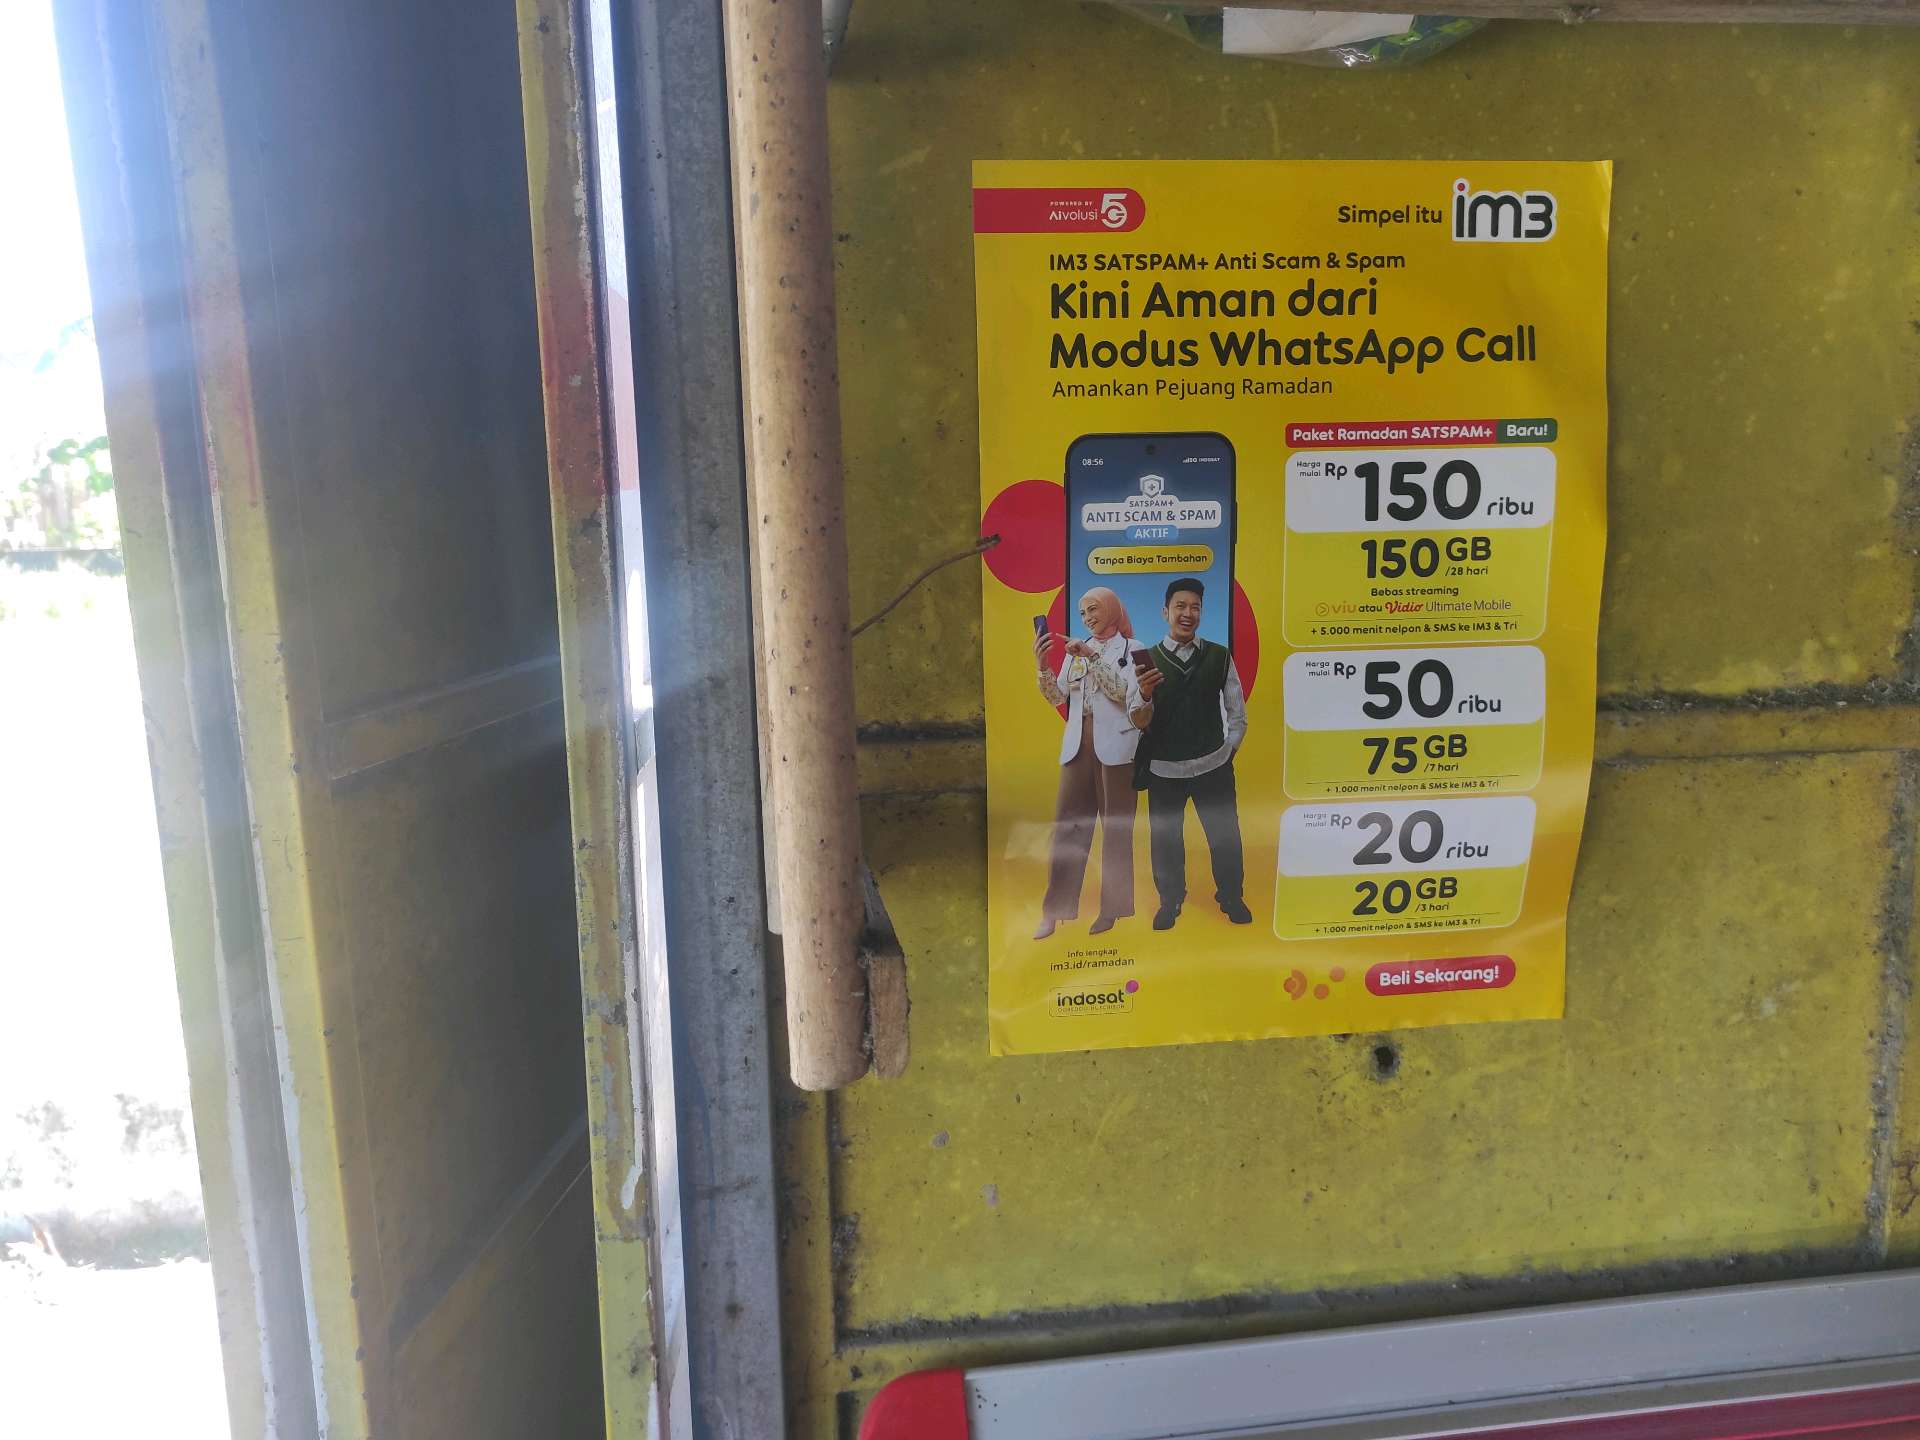 POWERED BY
AIvolusi 5G
Simpel itu im3
IM3 SATSPAM+ Anti Scam & Spam
Kini Aman dari
Modus WhatsApp Call
Amankan Pejuang Ramadan
08:56
5G INDOSAT
SATSPAM+
ANTI SCAM & SPAM
AKTIF
Tanpa Biaya Tambahan
Paket Ramadan SATSPAM+ Baru!
Harga mulai Rp 150 ribu
150 GB /28 hari
Bebas streaming
viu atau Vidio Ultimate Mobile
+ 5.000 menit nelpon & SMS ke IM3 & Tri
Harga mulai Rp 50 ribu
75 GB /7 hari
+ 1.000 menit nelpon & SMS ke IM3 & Tri
Harga mulai Rp 20 ribu
20 GB /3 hari
+ 1.000 menit nelpon & SMS ke IM3 & Tri
Info lengkap
im3.id/ramadan
indosat
OOREDOO HUTCHISON
Beli Sekarang!